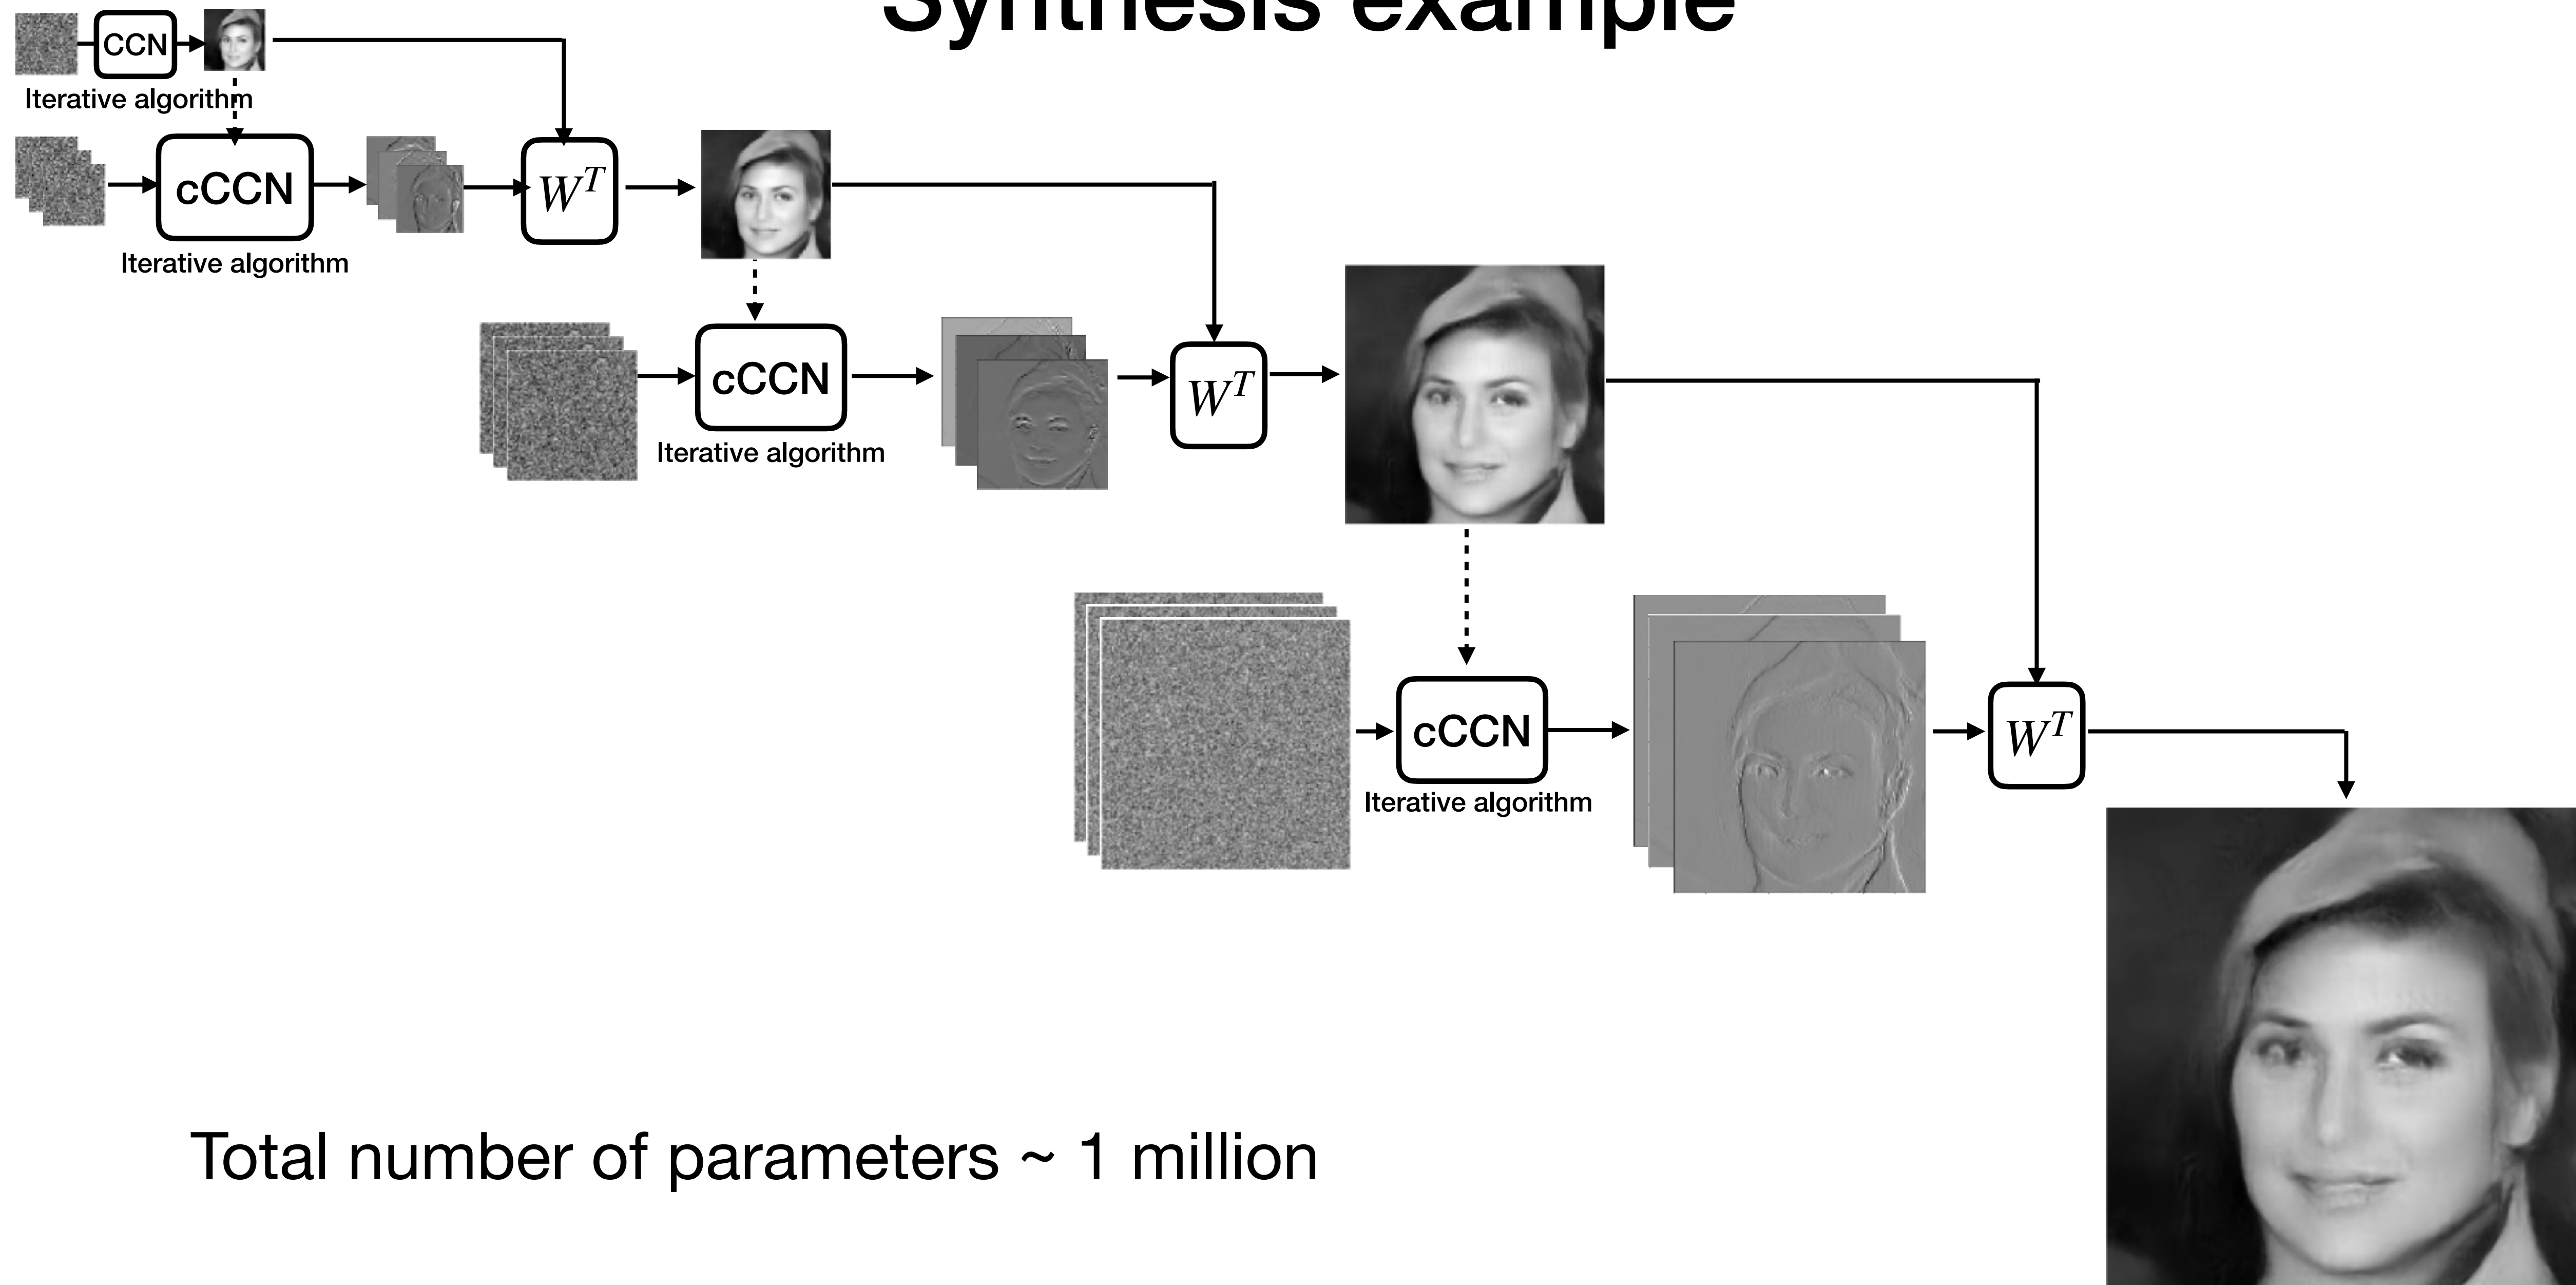 Synthesis example
CCN
Iterative algorithm
cCCN
W^T
Iterative algorithm
cCCN
W^T
Iterative algorithm
cCCN
W^T
Iterative algorithm
Total number of parameters ~ 1 million